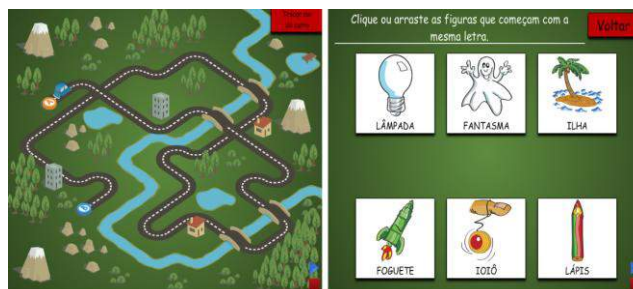 Clique ou arraste as figuras que começam com a
mesma letra.
Voltar
LÂMPADA
FANTASMA
ILHA
FOGUETE
IOIÔ
LÁPIS